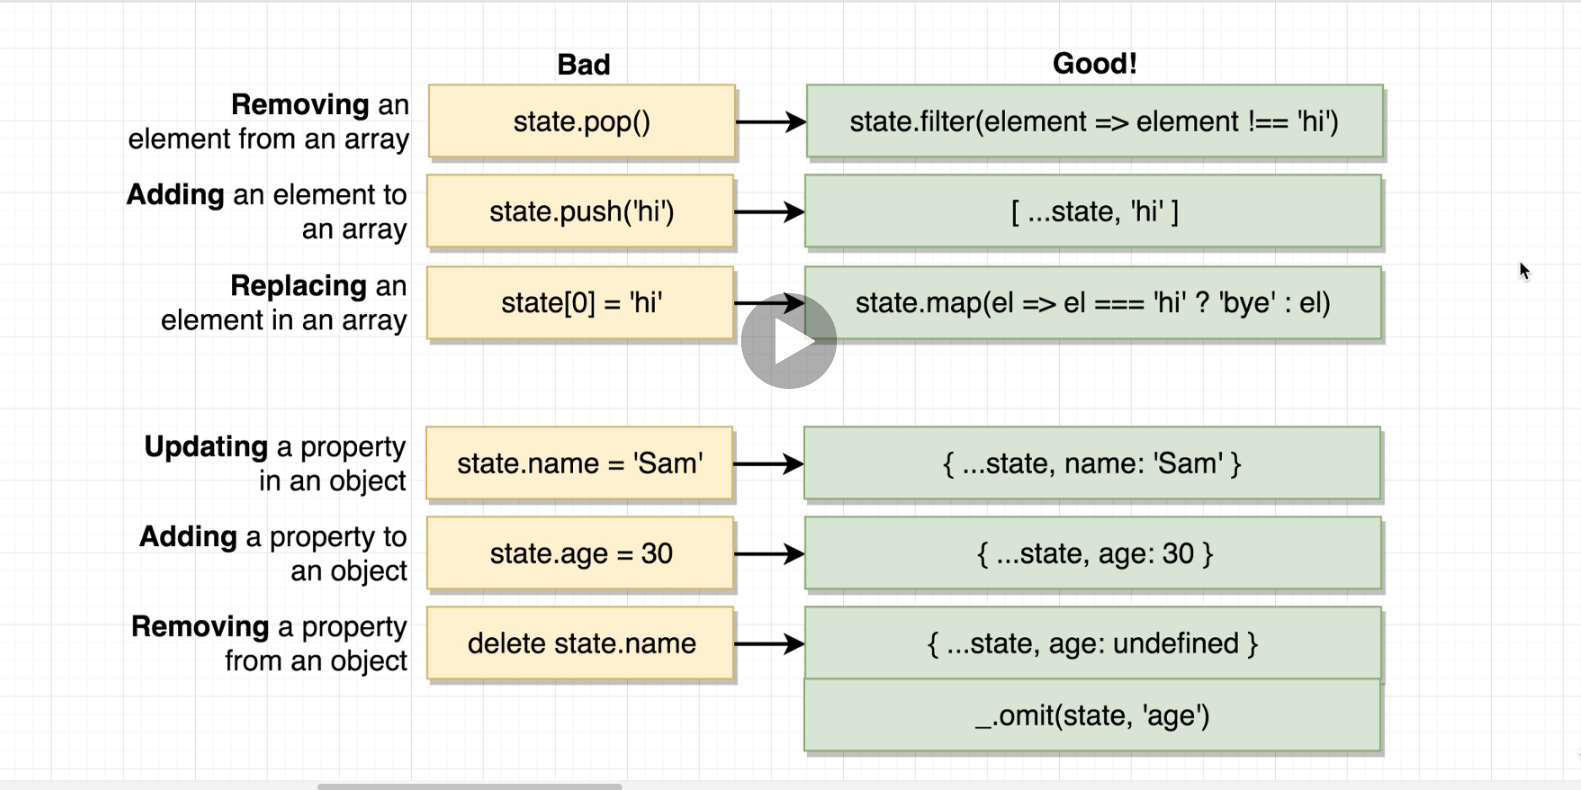 Bad
Good!
Removing an
element from an array
state.pop()
state.filter(element => element !== 'hi')
Adding an element to
an array
state.push('hi')
[ ...state, 'hi' ]
Replacing an
element in an array
state[0] = 'hi'
state.map(el => el === 'hi' ? 'bye' : el)
Updating a property
in an object
state.name = 'Sam'
{ ...state, name: 'Sam' }
Adding a property to
an object
state.age = 30
{ ...state, age: 30 }
Removing a property
from an object
delete state.name
{ ...state, age: undefined }
_.omit(state, 'age')